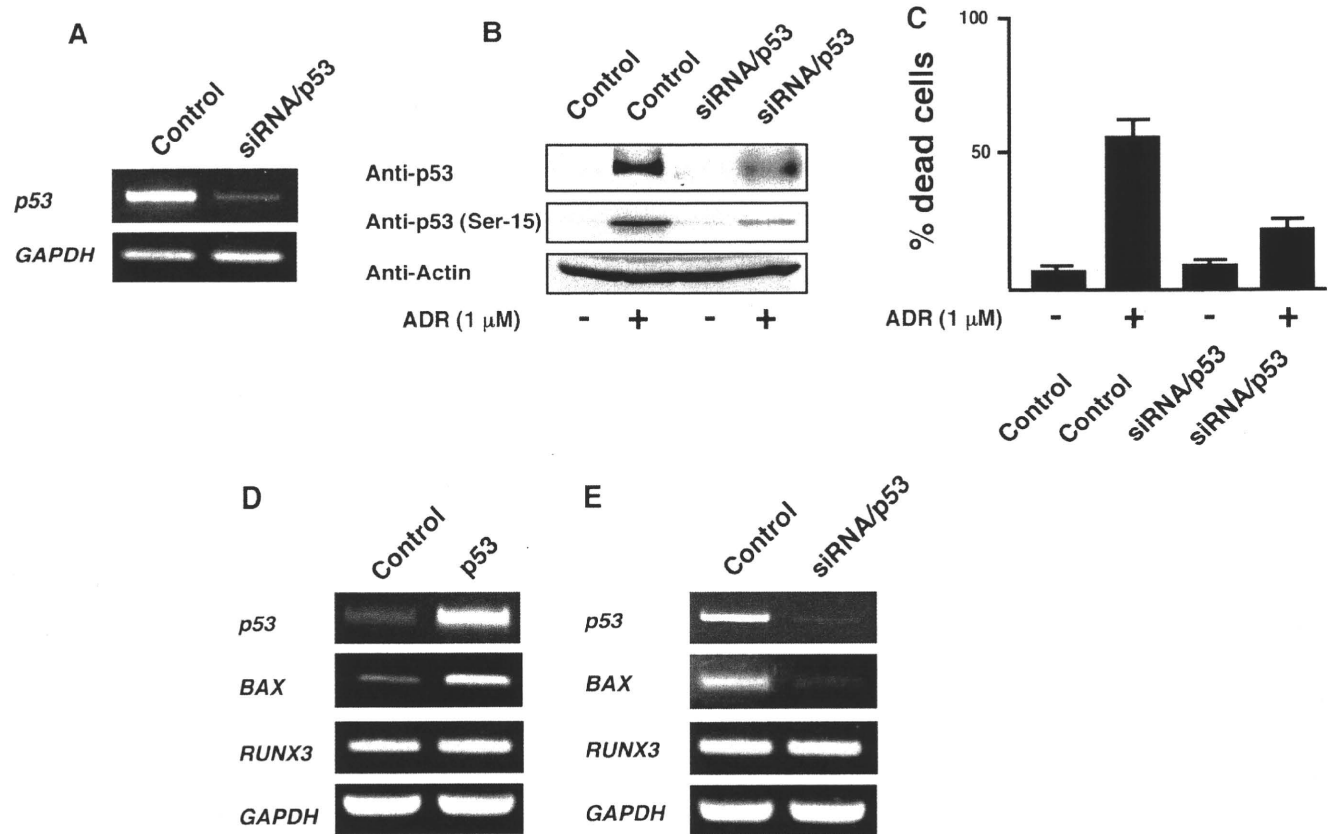 A
Control
siRNA/p53
p53
GAPDH
B
Control
Control
siRNA/p53
siRNA/p53
Anti-p53
Anti-p53 (Ser-15)
Anti-Actin
ADR (1 μM) - + - +
C
100
50
% dead cells
ADR (1 μM) - + - +
Control
Control
siRNA/p53
siRNA/p53
D
Control
p53
p53
BAX
RUNX3
GAPDH
E
Control
siRNA/p53
p53
BAX
RUNX3
GAPDH